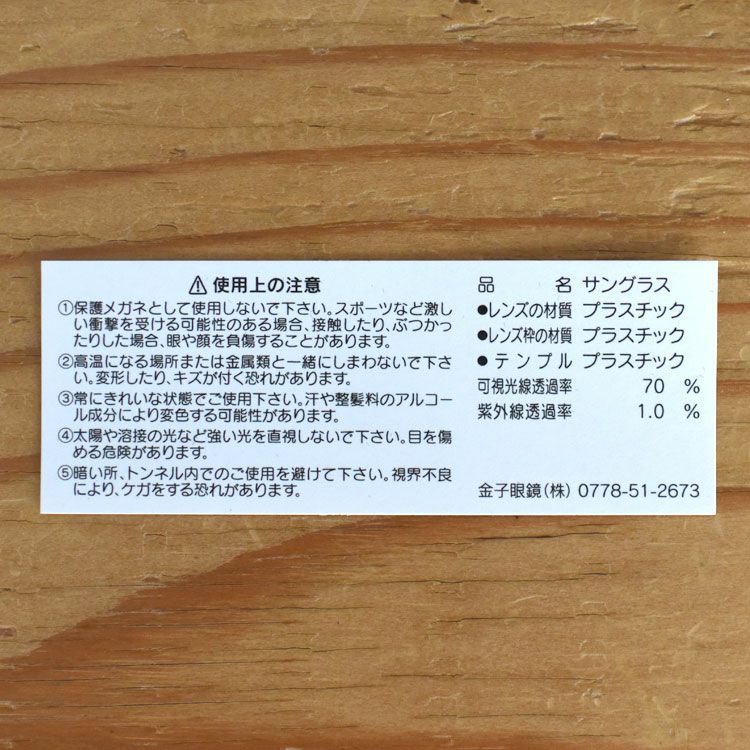 ⚠使用上の注意
①保護メガネとして使用しないで下さい。スポーツなど激し
い衝撃を受ける可能性のある場合、接触したり、ぶつかっ
たりした場合、眼や顔を負傷することがあります。
②高温になる場所または金属類と一緒にしまわないで下さ
い。変形したり、キズが付く恐れがあります。
③常にきれいな状態でご使用下さい。汗や整髪料のアルコー
ル成分により変色する可能性があります。
④太陽や溶接の光など強い光を直視しないで下さい。目を傷
める危険があります。
⑤暗い所、トンネル内でのご使用を避けて下さい。視界不良
により、ケガをする恐れがあります。
品 名 サングラス
●レンズの材質 プラスチック
●レンズ枠の材質 プラスチック
●テンプル プラスチック
可視光線透過率 70 %
紫外線透過率 1.0 %
金子眼鏡(株) 0778-51-2673